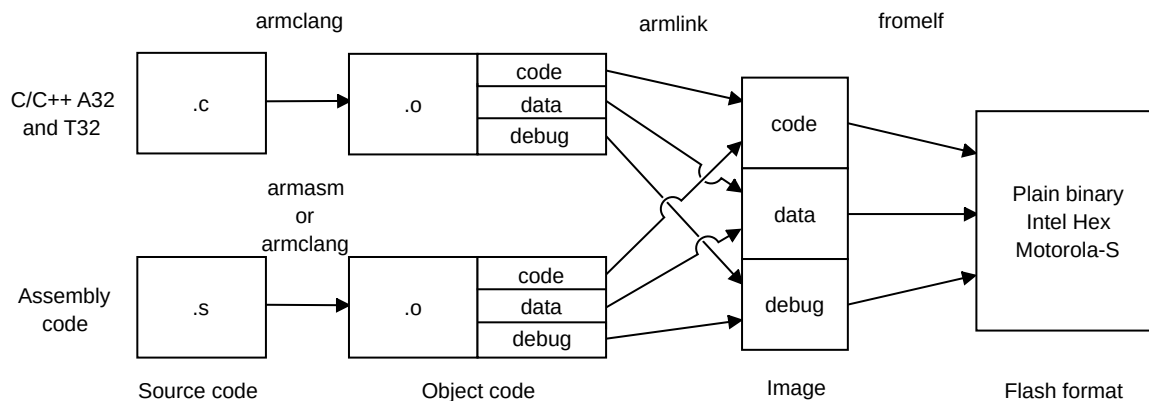 armclang
armlink
fromelf
C/C++ A32
and T32
.c
.o
code
data
debug
armasm
or
armclang
code
data
debug
Plain binary
Intel Hex
Motorola-S
Assembly
code
.s
.o
code
data
debug
Source code
Object code
Image
Flash format